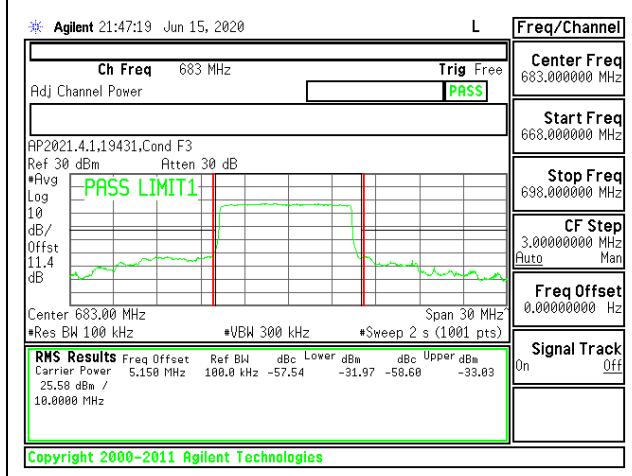 Agilent 21:47:19 Jun 15, 2020 L
Freq/Channel
Ch Freq 683 MHz Trig Free
Adj Channel Power PASS
AP2021.4.1,19431,Cond F3
Ref 30 dBm Atten 30 dB
#Avg
Log
10
dB/
Offst
11.4
dB
PASS LIMIT1
Center 683.00 MHz Span 30 MHz
#Res BW 100 kHz #VBW 300 kHz #Sweep 2 s (1001 pts)
RMS Results Freq Offset Ref BW dBc Lower dBm dBc Upper dBm
Carrier Power 5.150 MHz 100.0 kHz -57.54 -31.97 -58.60 -33.03
25.58 dBm /
10.0000 MHz
Copyright 2000-2011 Agilent Technologies
Center Freq
683.000000 MHz
Start Freq
668.000000 MHz
Stop Freq
698.000000 MHz
CF Step
3.00000000 MHz
Auto Man
Freq Offset
0.00000000 Hz
Signal Track
On Off